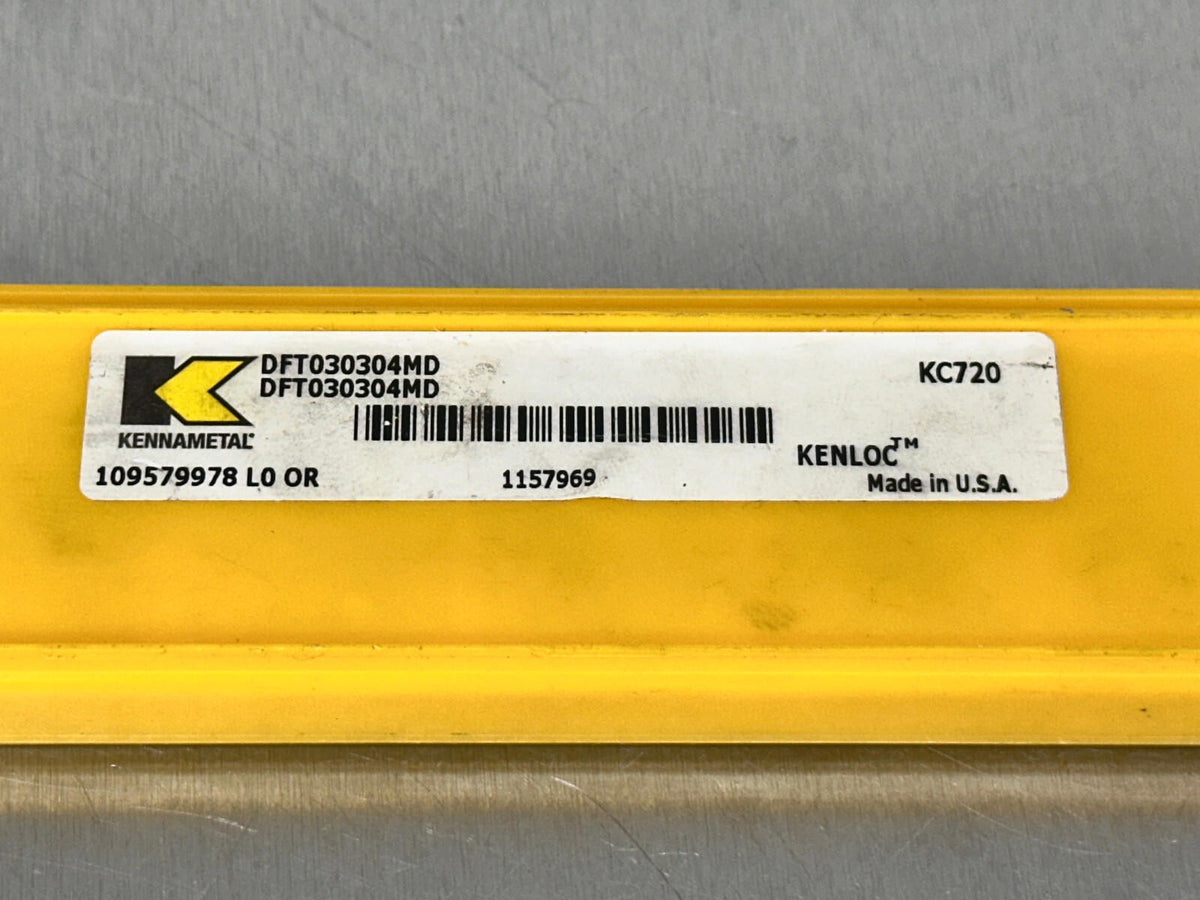 DFT030304MD
DFT030304MD
KC720
KENNAMETAL®
KENLOC™
109579978 L0 OR
1157969
Made in U.S.A.